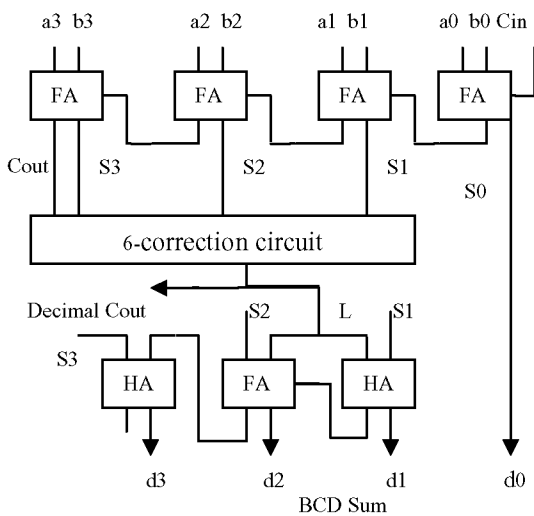 a3 b3 a2 b2 a1 b1 a0 b0 Cin
FA FA FA FA
Cout S3 S2 S1
S0
6-correction circuit
Decimal Cout S2 L S1
S3
HA FA HA
d3 d2 d1 d0
BCD Sum